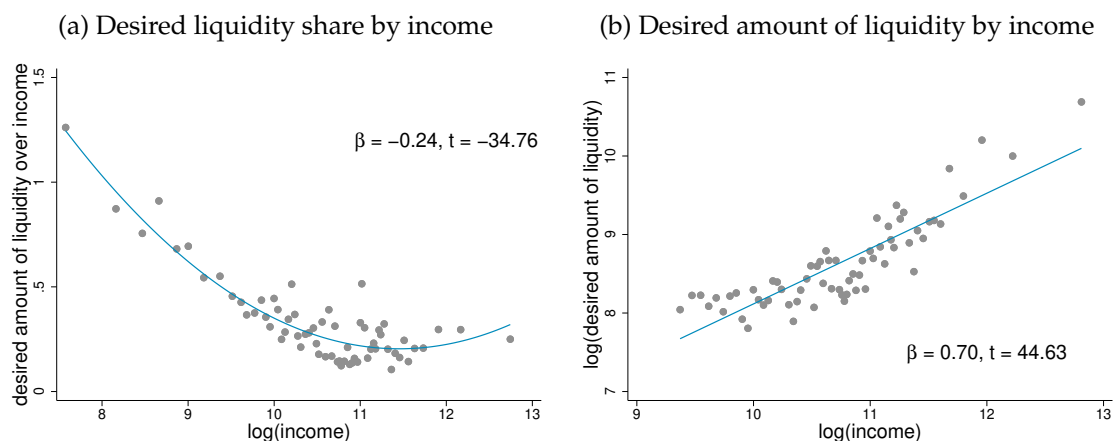 (a) Desired liquidity share by income
desired amount of liquidity over income
1.5
1
.5
0
β = −0.24, t = −34.76
8 9 10 11 12 13
log(income)
(b) Desired amount of liquidity by income
log(desired amount of liquidity)
11
10
9
8
7
β = 0.70, t = 44.63
9 10 11 12 13
log(income)